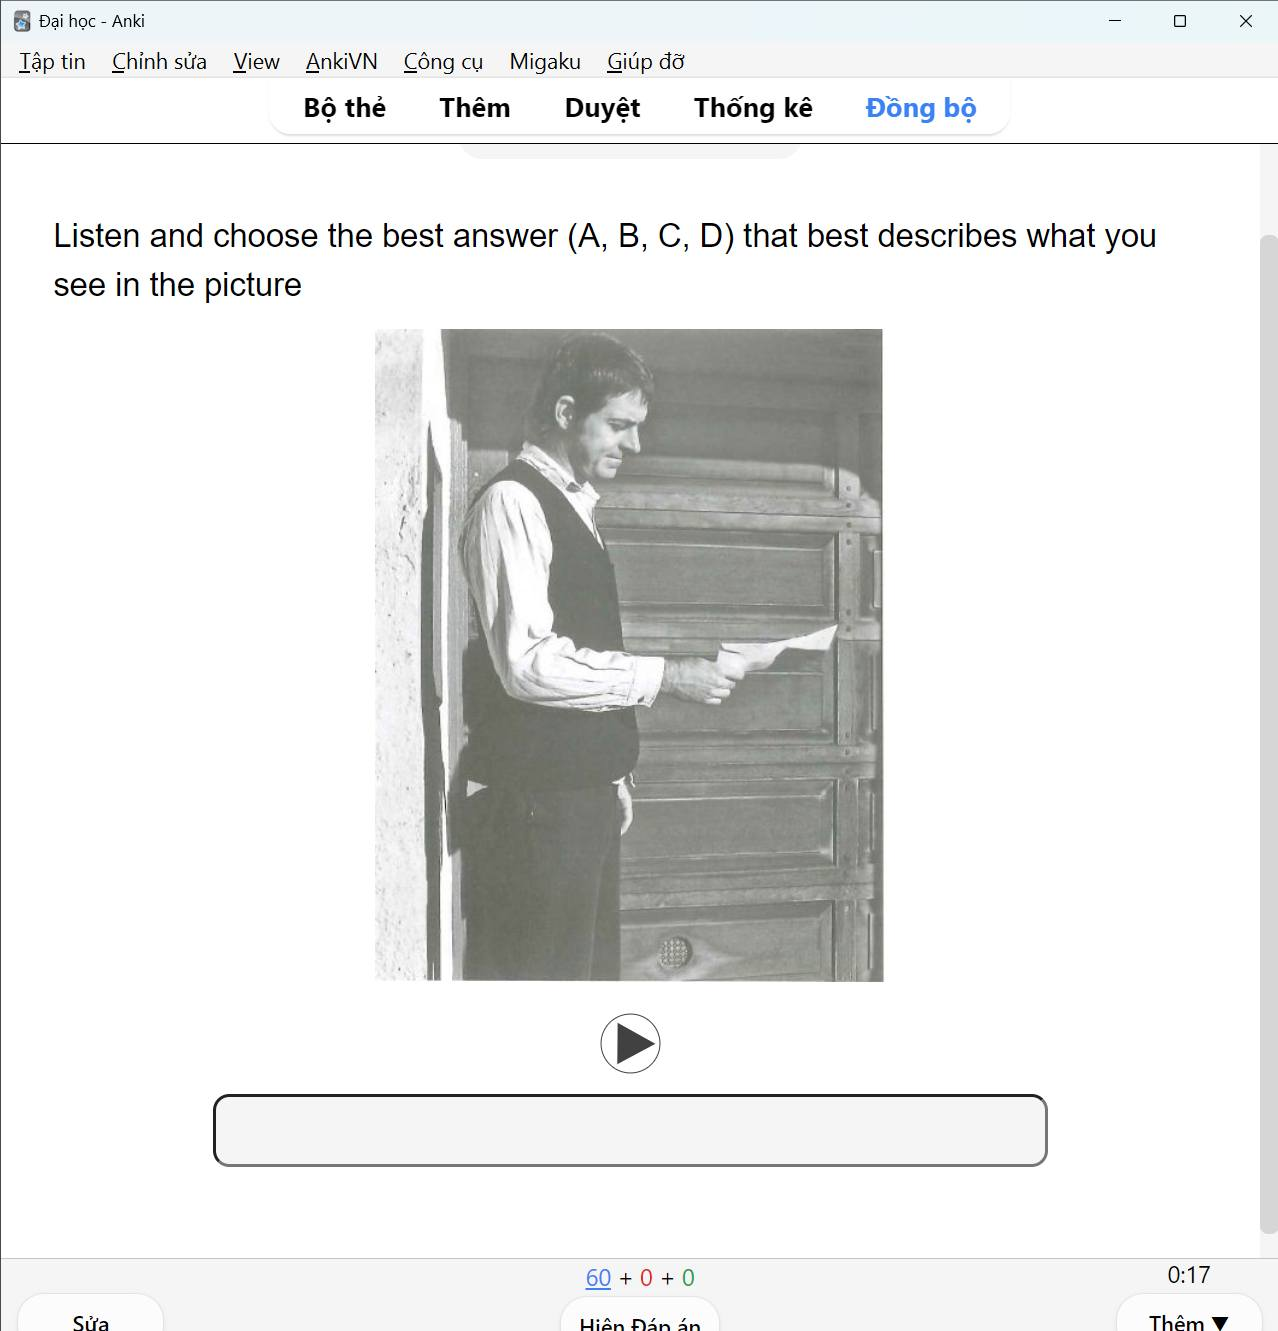 Đại học - Anki
Tập tin Chỉnh sửa View AnkiVN Công cụ Migaku Giúp đỡ
Bộ thẻ Thêm Duyệt Thống kê Đồng bộ
Listen and choose the best answer (A, B, C, D) that best describes what you
see in the picture
60 + 0 + 0
0:17
Sửa Hiện Đáp án Thêm ▼